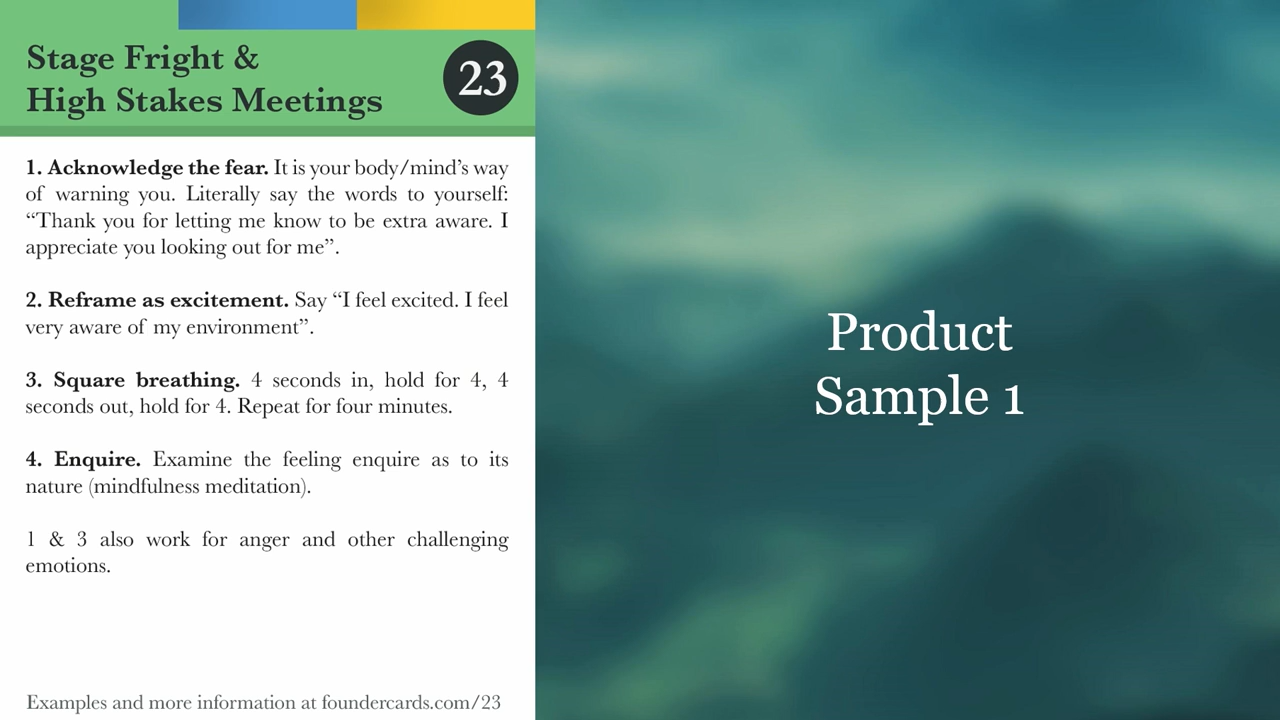 Stage Fright &
High Stakes Meetings
23
1. Acknowledge the fear. It is your body/mind’s way
of warning you. Literally say the words to yourself:
“Thank you for letting me know to be extra aware. I
appreciate you looking out for me”.
2. Reframe as excitement. Say “I feel excited. I feel
very aware of my environment”.
3. Square breathing. 4 seconds in, hold for 4, 4
seconds out, hold for 4. Repeat for four minutes.
4. Enquire. Examine the feeling enquire as to its
nature (mindfulness meditation).
1 & 3 also work for anger and other challenging
emotions.
Examples and more information at foundercards.com/23
Product
Sample 1